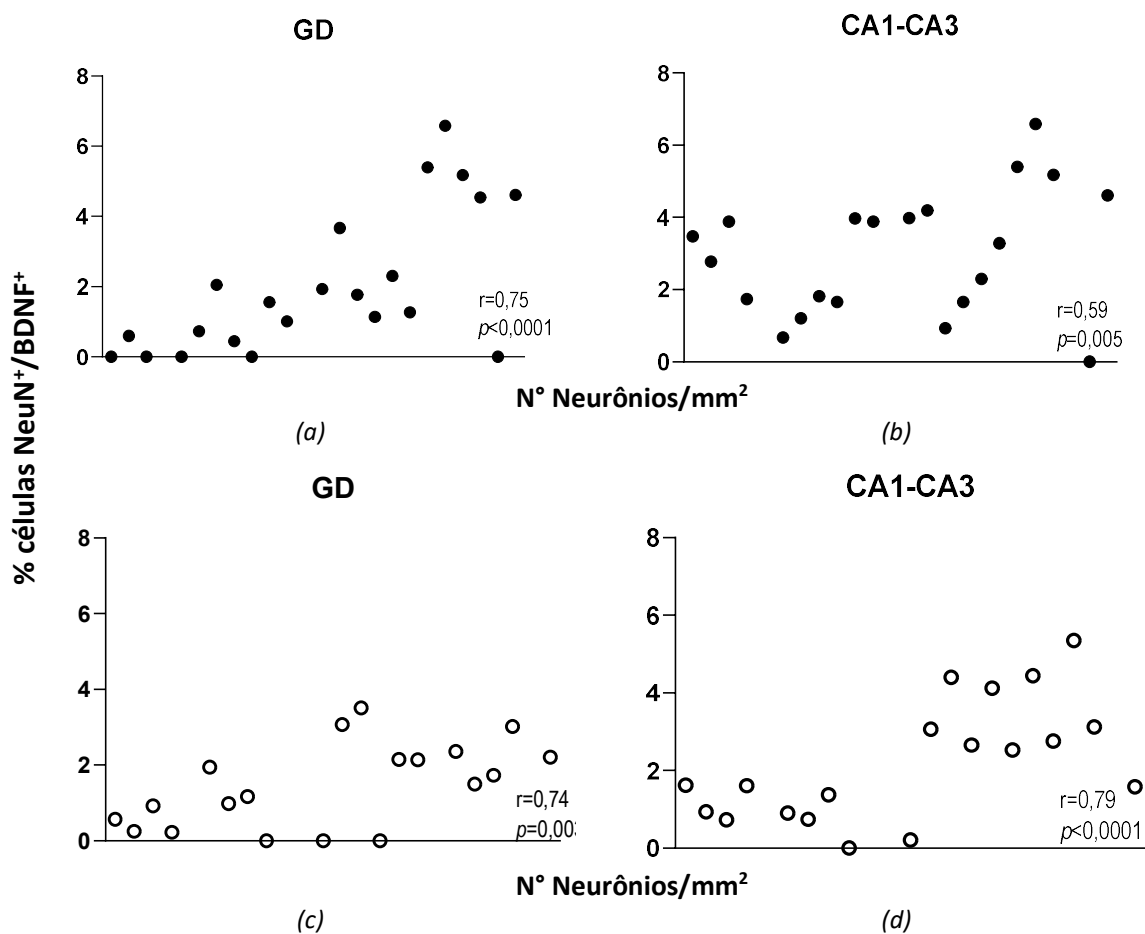 GD
CA1-CA3
8
6
4
2
0
r=0,75
p<0,0001
8
6
4
2
0
r=0,59
p=0,005
% células NeuN⁺/BDNF⁺
N° Neurônios/mm²
(a)
(b)
GD
CA1-CA3
8
6
4
2
0
r=0,74
p=0,00
8
6
4
2
0
r=0,79
p<0,0001
N° Neurônios/mm²
(c)
(d)